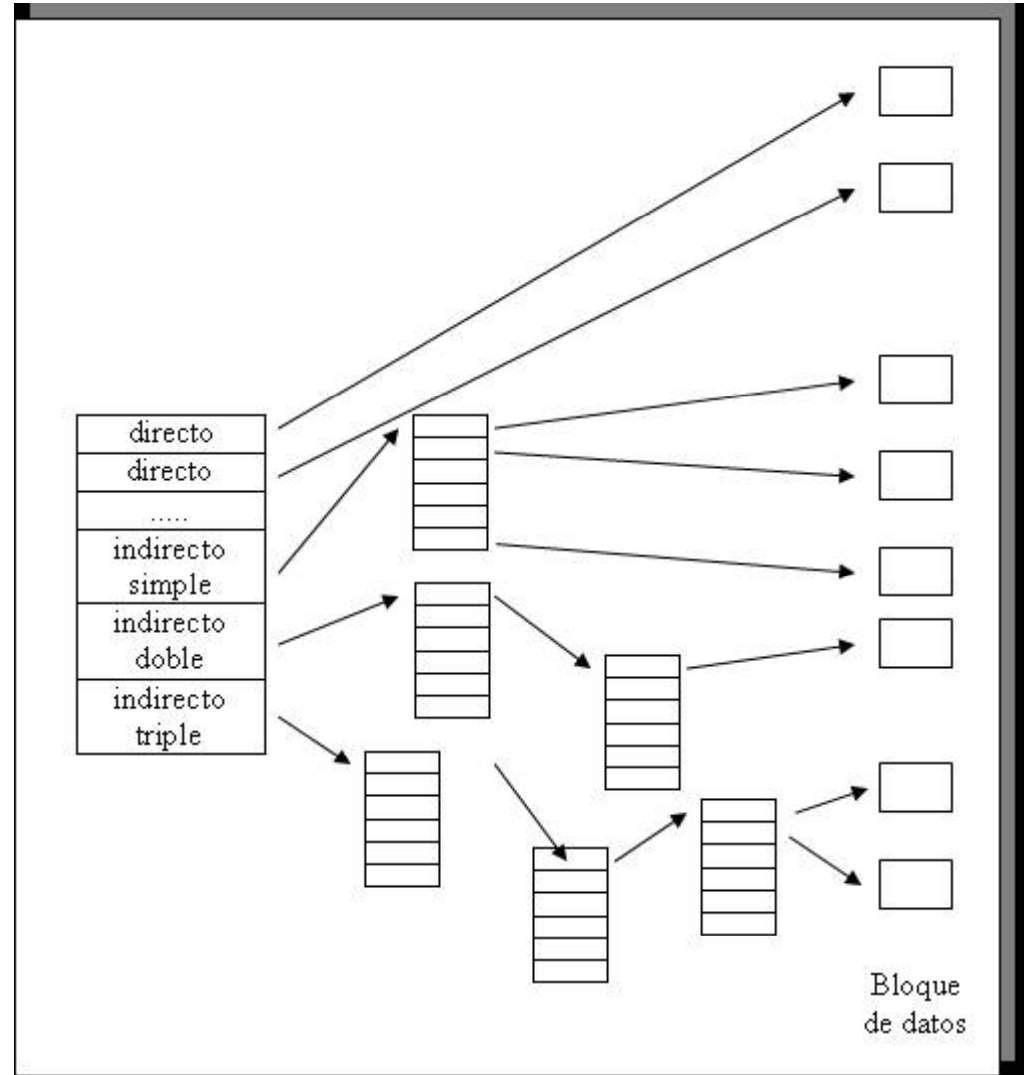 directo
directo
.....
indirecto
simple
indirecto
doble
indirecto
triple
Bloque
de datos